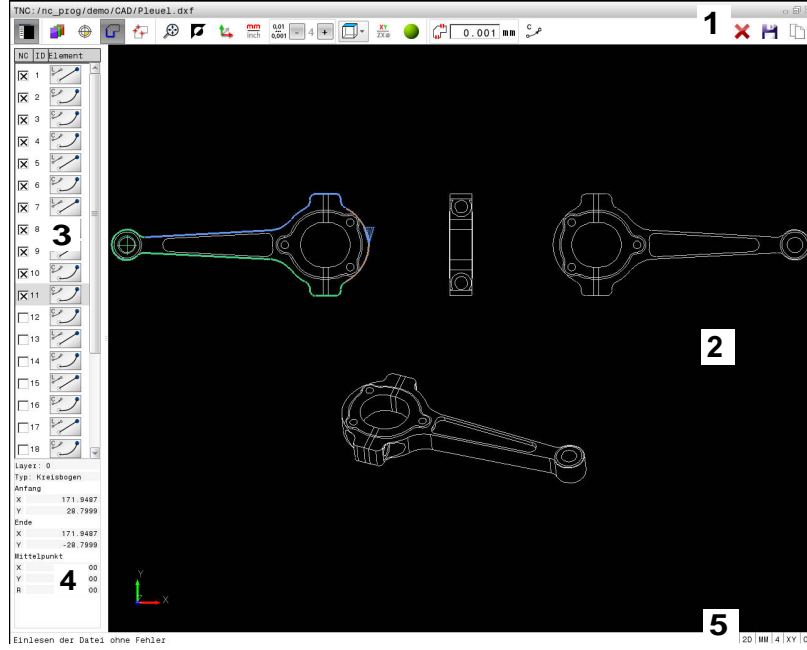 TNC:/nc_prog/demo/CAD/Pleuel.dxf
mm
inch
0,01
0,001
- 4 +
XY
ZX
0.001 mm
C
1
NC ID Element
1 L
2 C
3 C
4 C
5 L
6 C
7 L
8
3
9
10 C
11 C
12 C
13 L
14 C
15 L
16 C
17 L
18 C
2
Layer: 0
Typ: Kreisbogen
Anfang
X 171.9487
Y 28.7999
Ende
X 171.9487
Y -28.7999
Mittelpunkt
X 00
Y 00
R 00
4
Y
Z
X
5
Einlesen der Datei ohne Fehler
2D MM 4 XY